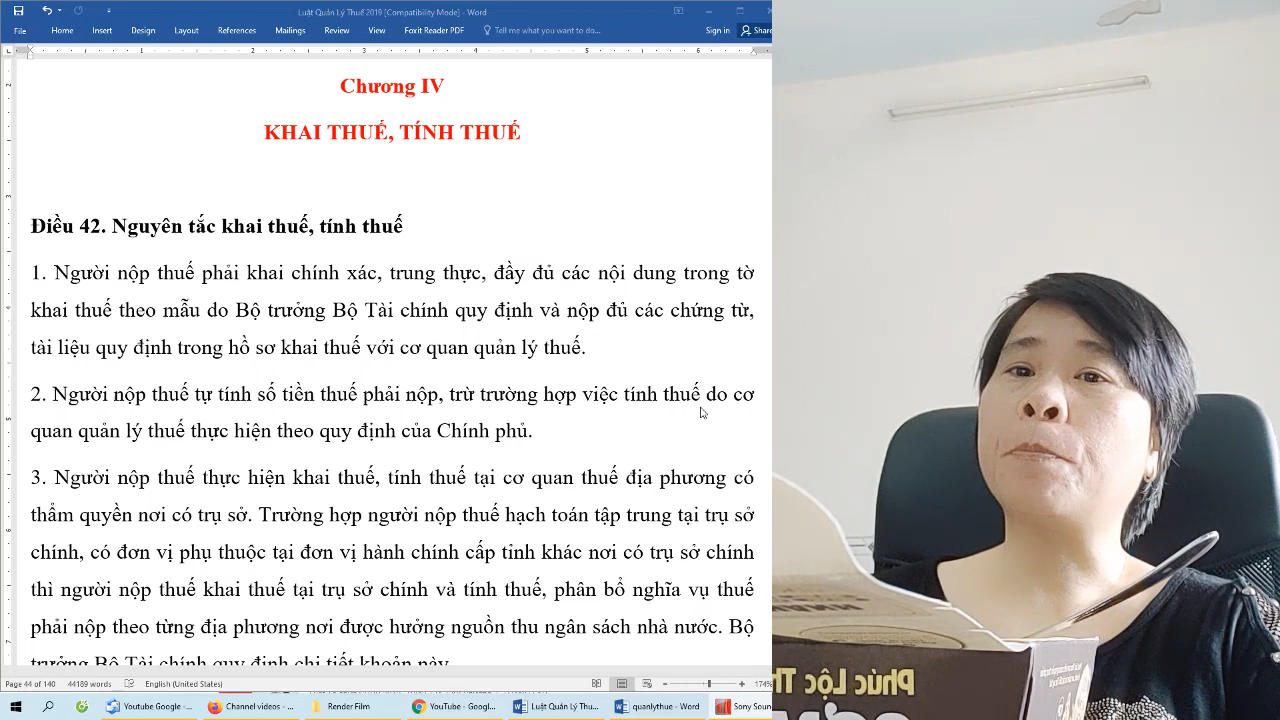 Luật Quản Lý Thuế 2019 [Compatibility Mode] - Word
File Home Insert Design Layout References Mailings Review View Foxit Reader PDF Tell me what you want to do... Sign in Share
Chương IV
KHAI THUẾ, TÍNH THUẾ
Điều 42. Nguyên tắc khai thuế, tính thuế
1. Người nộp thuế phải khai chính xác, trung thực, đầy đủ các nội dung trong tờ
khai thuế theo mẫu do Bộ trưởng Bộ Tài chính quy định và nộp đủ các chứng từ,
tài liệu quy định trong hồ sơ khai thuế với cơ quan quản lý thuế.
2. Người nộp thuế tự tính số tiền thuế phải nộp, trừ trường hợp việc tính thuế do cơ
quan quản lý thuế thực hiện theo quy định của Chính phủ.
3. Người nộp thuế thực hiện khai thuế, tính thuế tại cơ quan thuế địa phương có
thẩm quyền nơi có trụ sở. Trường hợp người nộp thuế hạch toán tập trung tại trụ sở
chính, có đơn vị phụ thuộc tại đơn vị hành chính cấp tỉnh khác nơi có trụ sở chính
thì người nộp thuế khai thuế tại trụ sở chính và tính thuế, phân bổ nghĩa vụ thuế
phải nộp theo từng địa phương nơi được hưởng nguồn thu ngân sách nhà nước. Bộ
trưởng Bộ Tài chính quy định chi tiết khoản này.
Phúc Lộc Th
Page 44 of 140 44189 words English (United States) 174%
Youtube Google -... Channel videos - ... Render Film YouTube - Googl... Luật Quản Lý Thu... quanlythue - Word Sony Soun